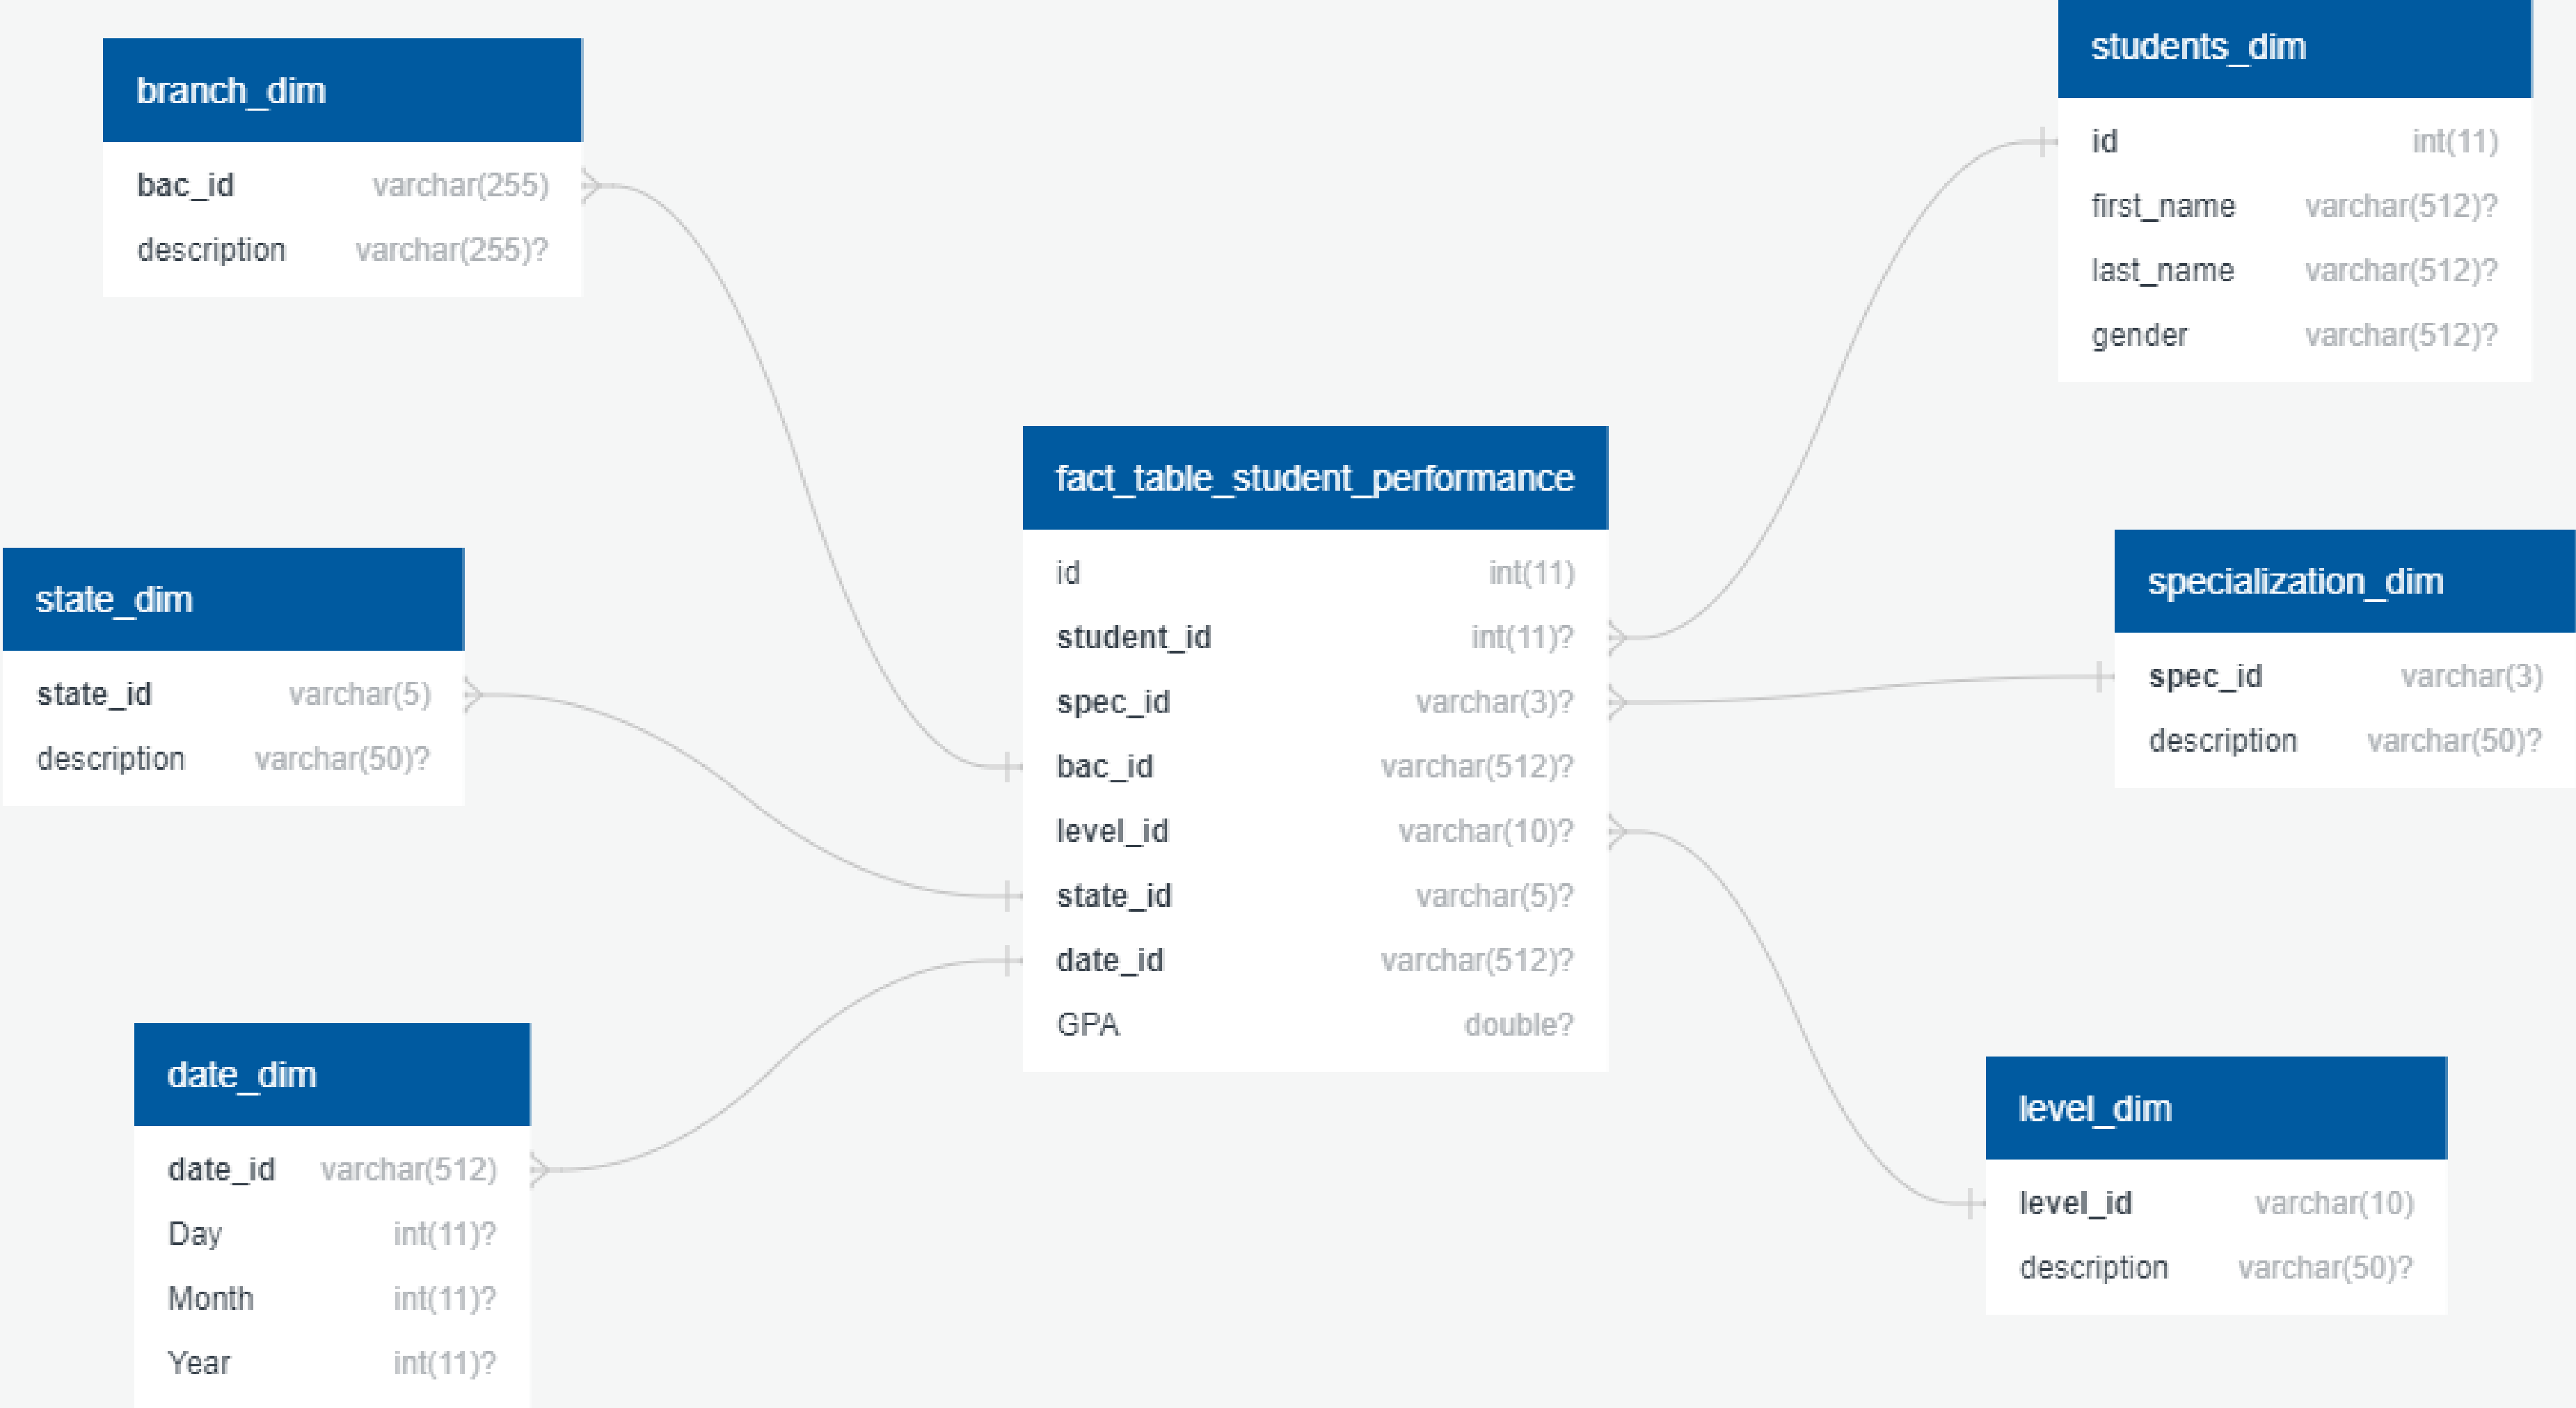 branch_dim
bac_id varchar(255)
description varchar(255)?
state_dim
state_id varchar(5)
description varchar(50)?
date_dim
date_id varchar(512)
Day int(11)?
Month int(11)?
Year int(11)?
fact_table_student_performance
id int(11)
student_id int(11)?
spec_id varchar(3)?
bac_id varchar(512)?
level_id varchar(10)?
state_id varchar(5)?
date_id varchar(512)?
GPA double?
students_dim
id int(11)
first_name varchar(512)?
last_name varchar(512)?
gender varchar(512)?
specialization_dim
spec_id varchar(3)
description varchar(50)?
level_dim
level_id varchar(10)
description varchar(50)?